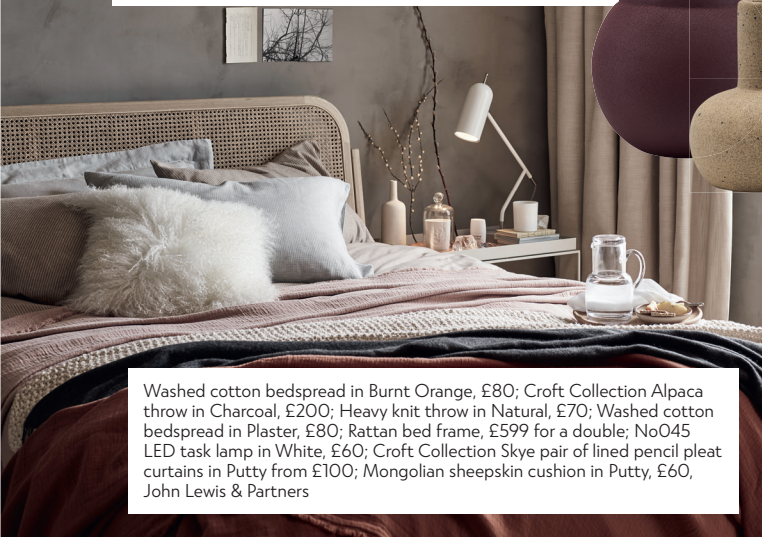 Washed cotton bedspread in Burnt Orange, £80; Croft Collection Alpaca
throw in Charcoal, £200; Heavy knit throw in Natural, £70; Washed cotton
bedspread in Plaster, £80; Rattan bed frame, £599 for a double; No045
LED task lamp in White, £60; Croft Collection Skye pair of lined pencil pleat
curtains in Putty from £100; Mongolian sheepskin cushion in Putty, £60,
John Lewis & Partners